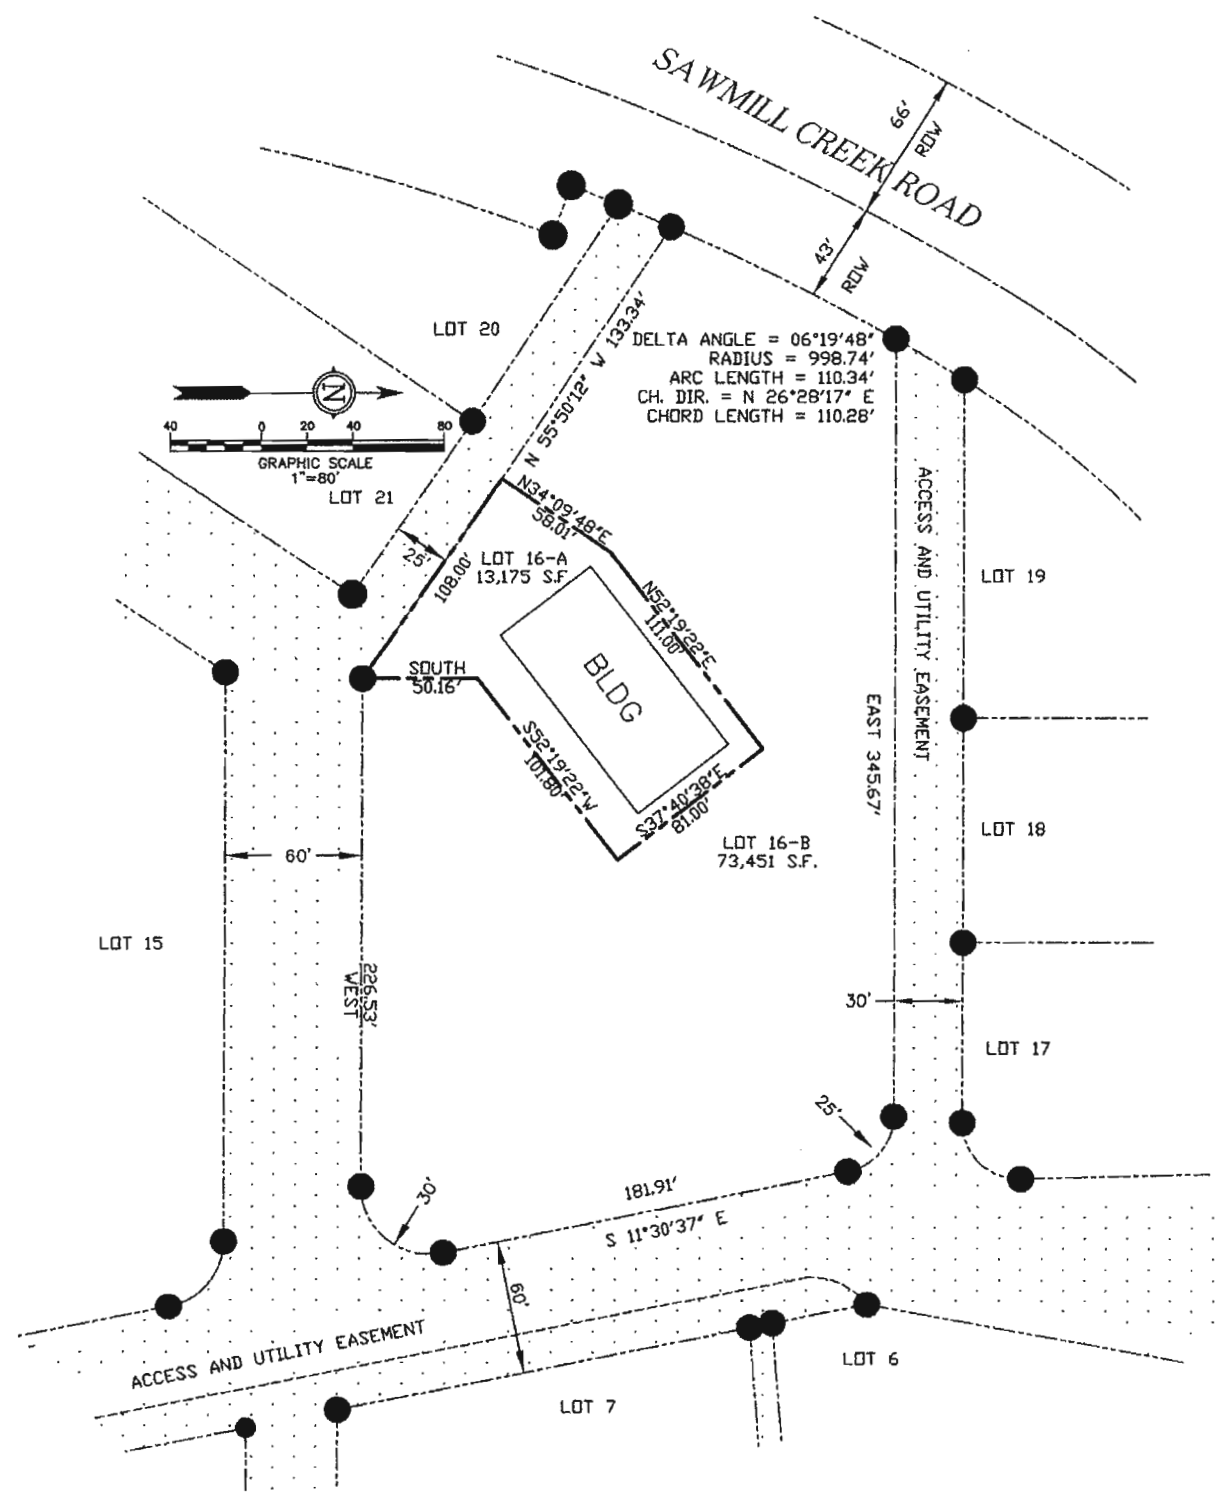 SAWMILL CREEK ROAD
66'
ROW
43'
ROW
LOT 20
N 55°50'12" W 133.34'
DELTA ANGLE = 06°19'48"
RADIUS = 998.74'
ARC LENGTH = 110.34'
CH. DIR. = N 26°28'17" E
CHORD LENGTH = 110.28'
N
40 0 20 40 80
GRAPHIC SCALE
1"=80'
LOT 21
N34°09'48"E
58.01'
25'
108.00'
LOT 16-A
13,175 S.F.
N52°19'22"E
111.00'
BLDG
SOUTH
50.16'
S52°19'22"W
101.80'
S37°40'38"E
81.00'
LOT 16-B
73,451 S.F.
ACCESS AND UTILITY EASEMENT
EAST 345.67'
LOT 19
LOT 18
LOT 17
60'
LOT 15
226.53'
WEST
30'
25'
30'
181.91'
S 11°30'37" E
60'
ACCESS AND UTILITY EASEMENT
LOT 7
LOT 6